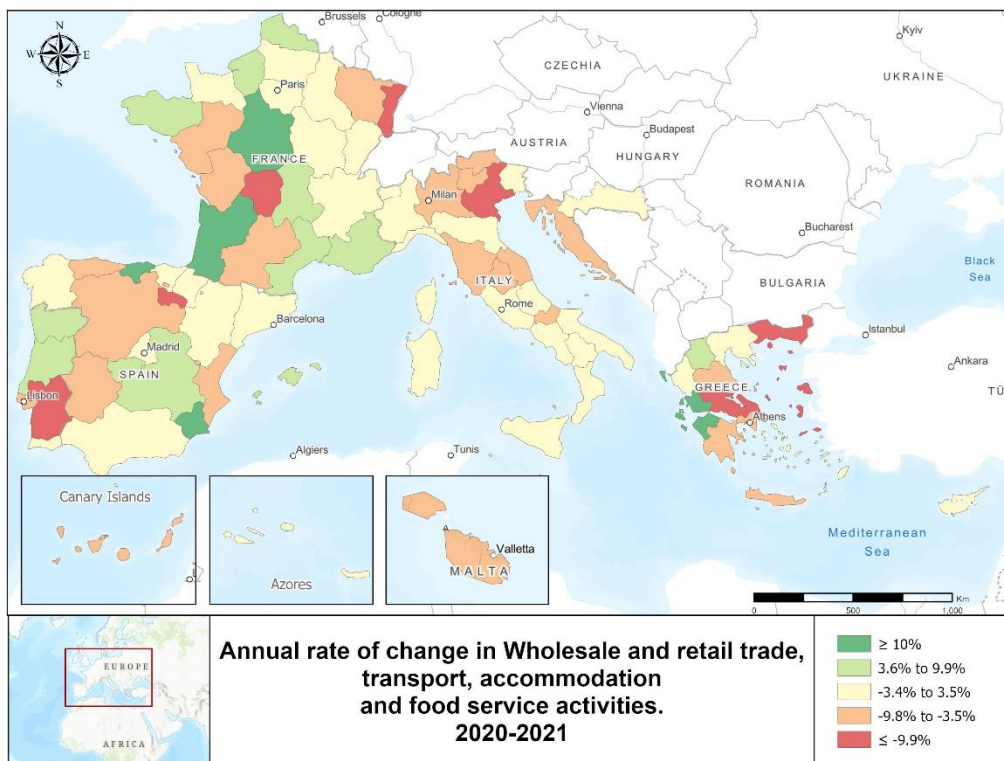 Brussels
Cologne
N
W E
S
Kyiv
CZECHIA
UKRAINE
Paris
Vienna
AUSTRIA
Budapest
HUNGARY
FRANCE
ROMANIA
Milan
Bucharest
Black
Sea
BULGARIA
ITALY
Rome
Barcelona
Istanbul
Madrid
Ankara
SPAIN
GREECE
TÜ
Lisbon
Athens
Algiers
Tunis
Canary Islands
Azores
Valletta
MALTA
Mediterranean
Sea
Km
0 500 1,000
EUROPE
AFRICA
Annual rate of change in Wholesale and retail trade,
transport, accommodation
and food service activities.
2020-2021
≥ 10%
3.6% to 9.9%
-3.4% to 3.5%
-9.8% to -3.5%
≤ -9.9%